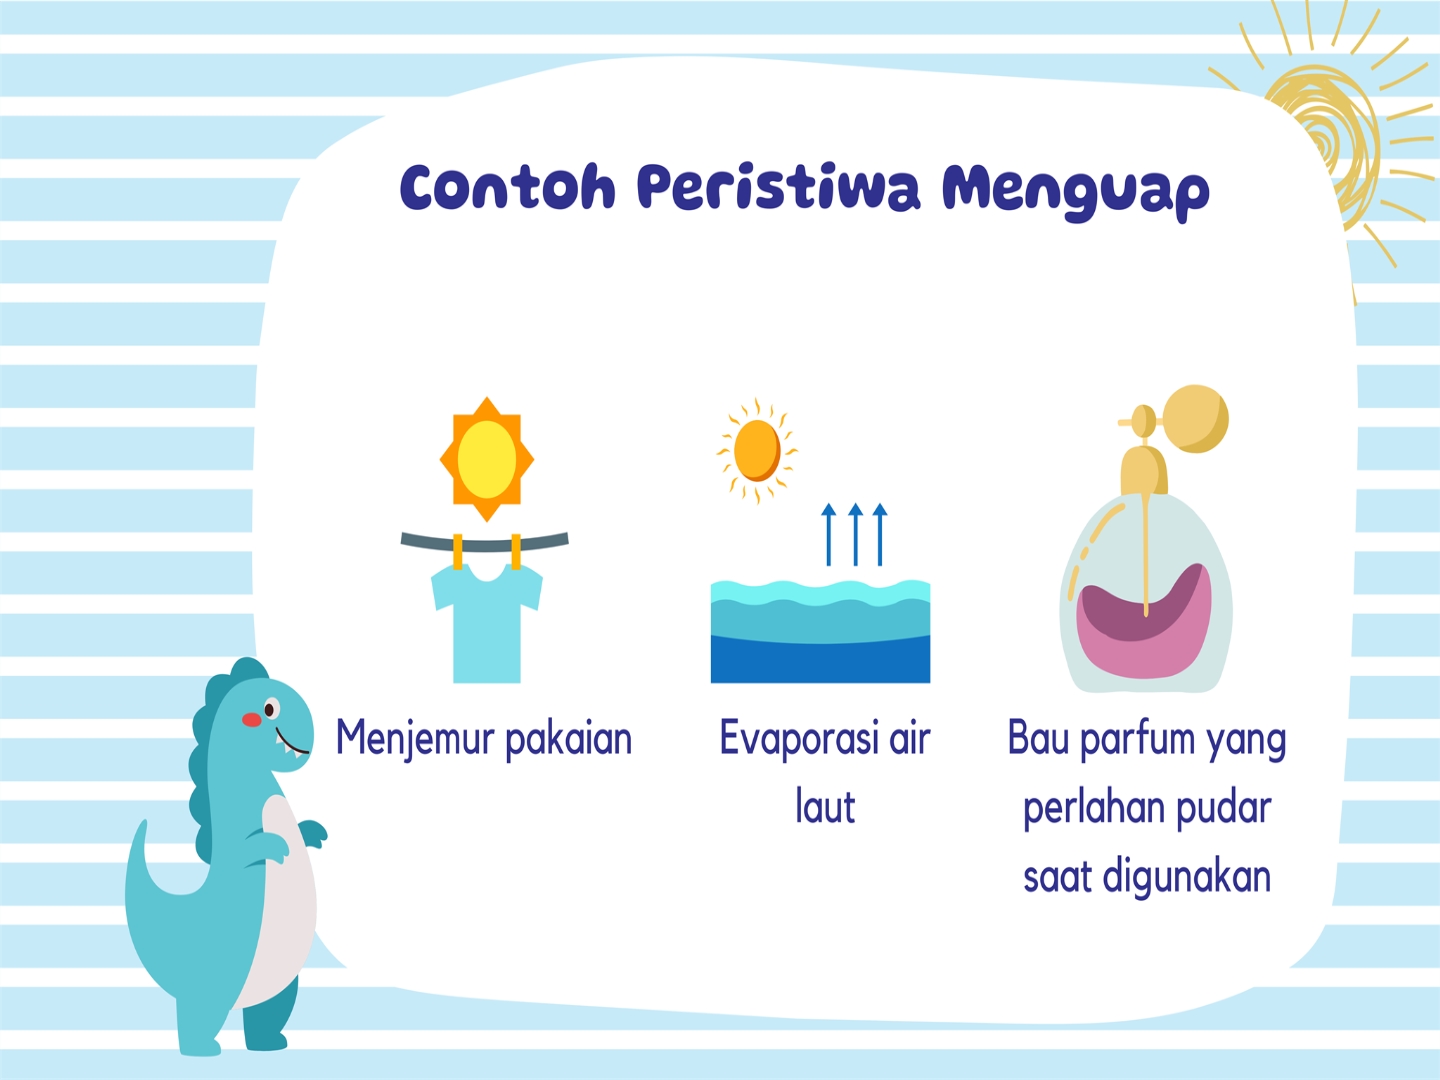 Contoh Peristiwa Menguap
Menjemur pakaian
Evaporasi air
laut
Bau parfum yang
perlahan pudar
saat digunakan